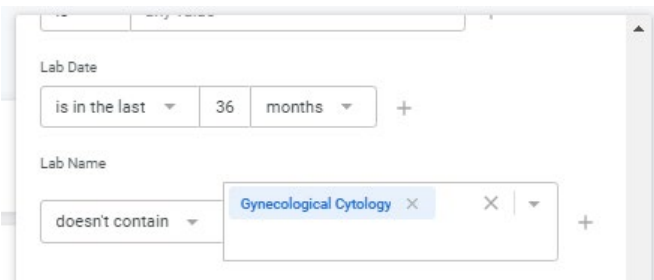 Lab Date
is in the last 36 months
Lab Name
Gynecological Cytology
doesn't contain